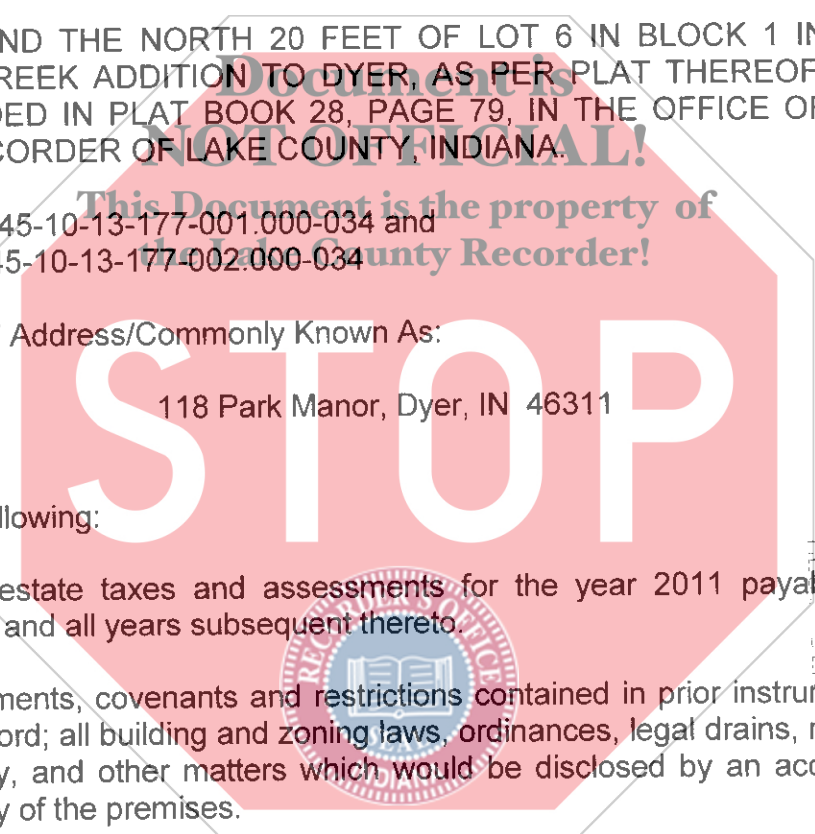 ND THE NORTH 20 FEET OF LOT 6 IN BLOCK 1 IN
REEK ADDITION TO DYER, AS PER PLAT THEREOF
DED IN PLAT BOOK 28, PAGE 79, IN THE OFFICE OF
CORDER OF LAKE COUNTY, INDIANA.
Document is
NOT OFFICIAL!
This Document is the property of
the Lake County Recorder!
45-10-13-177-001.000-034 and
45-10-13-177-002.000-034
Address/Commonly Known As:
118 Park Manor, Dyer, IN 46311
STOP
llowing:
estate taxes and assessments for the year 2011 payab
and all years subsequent thereto.
RECORDER'S OFFICE
SEAL
INDIANA
ments, covenants and restrictions contained in prior instrur
ord; all building and zoning laws, ordinances, legal drains, r
y, and other matters which would be disclosed by an acc
y of the premises.